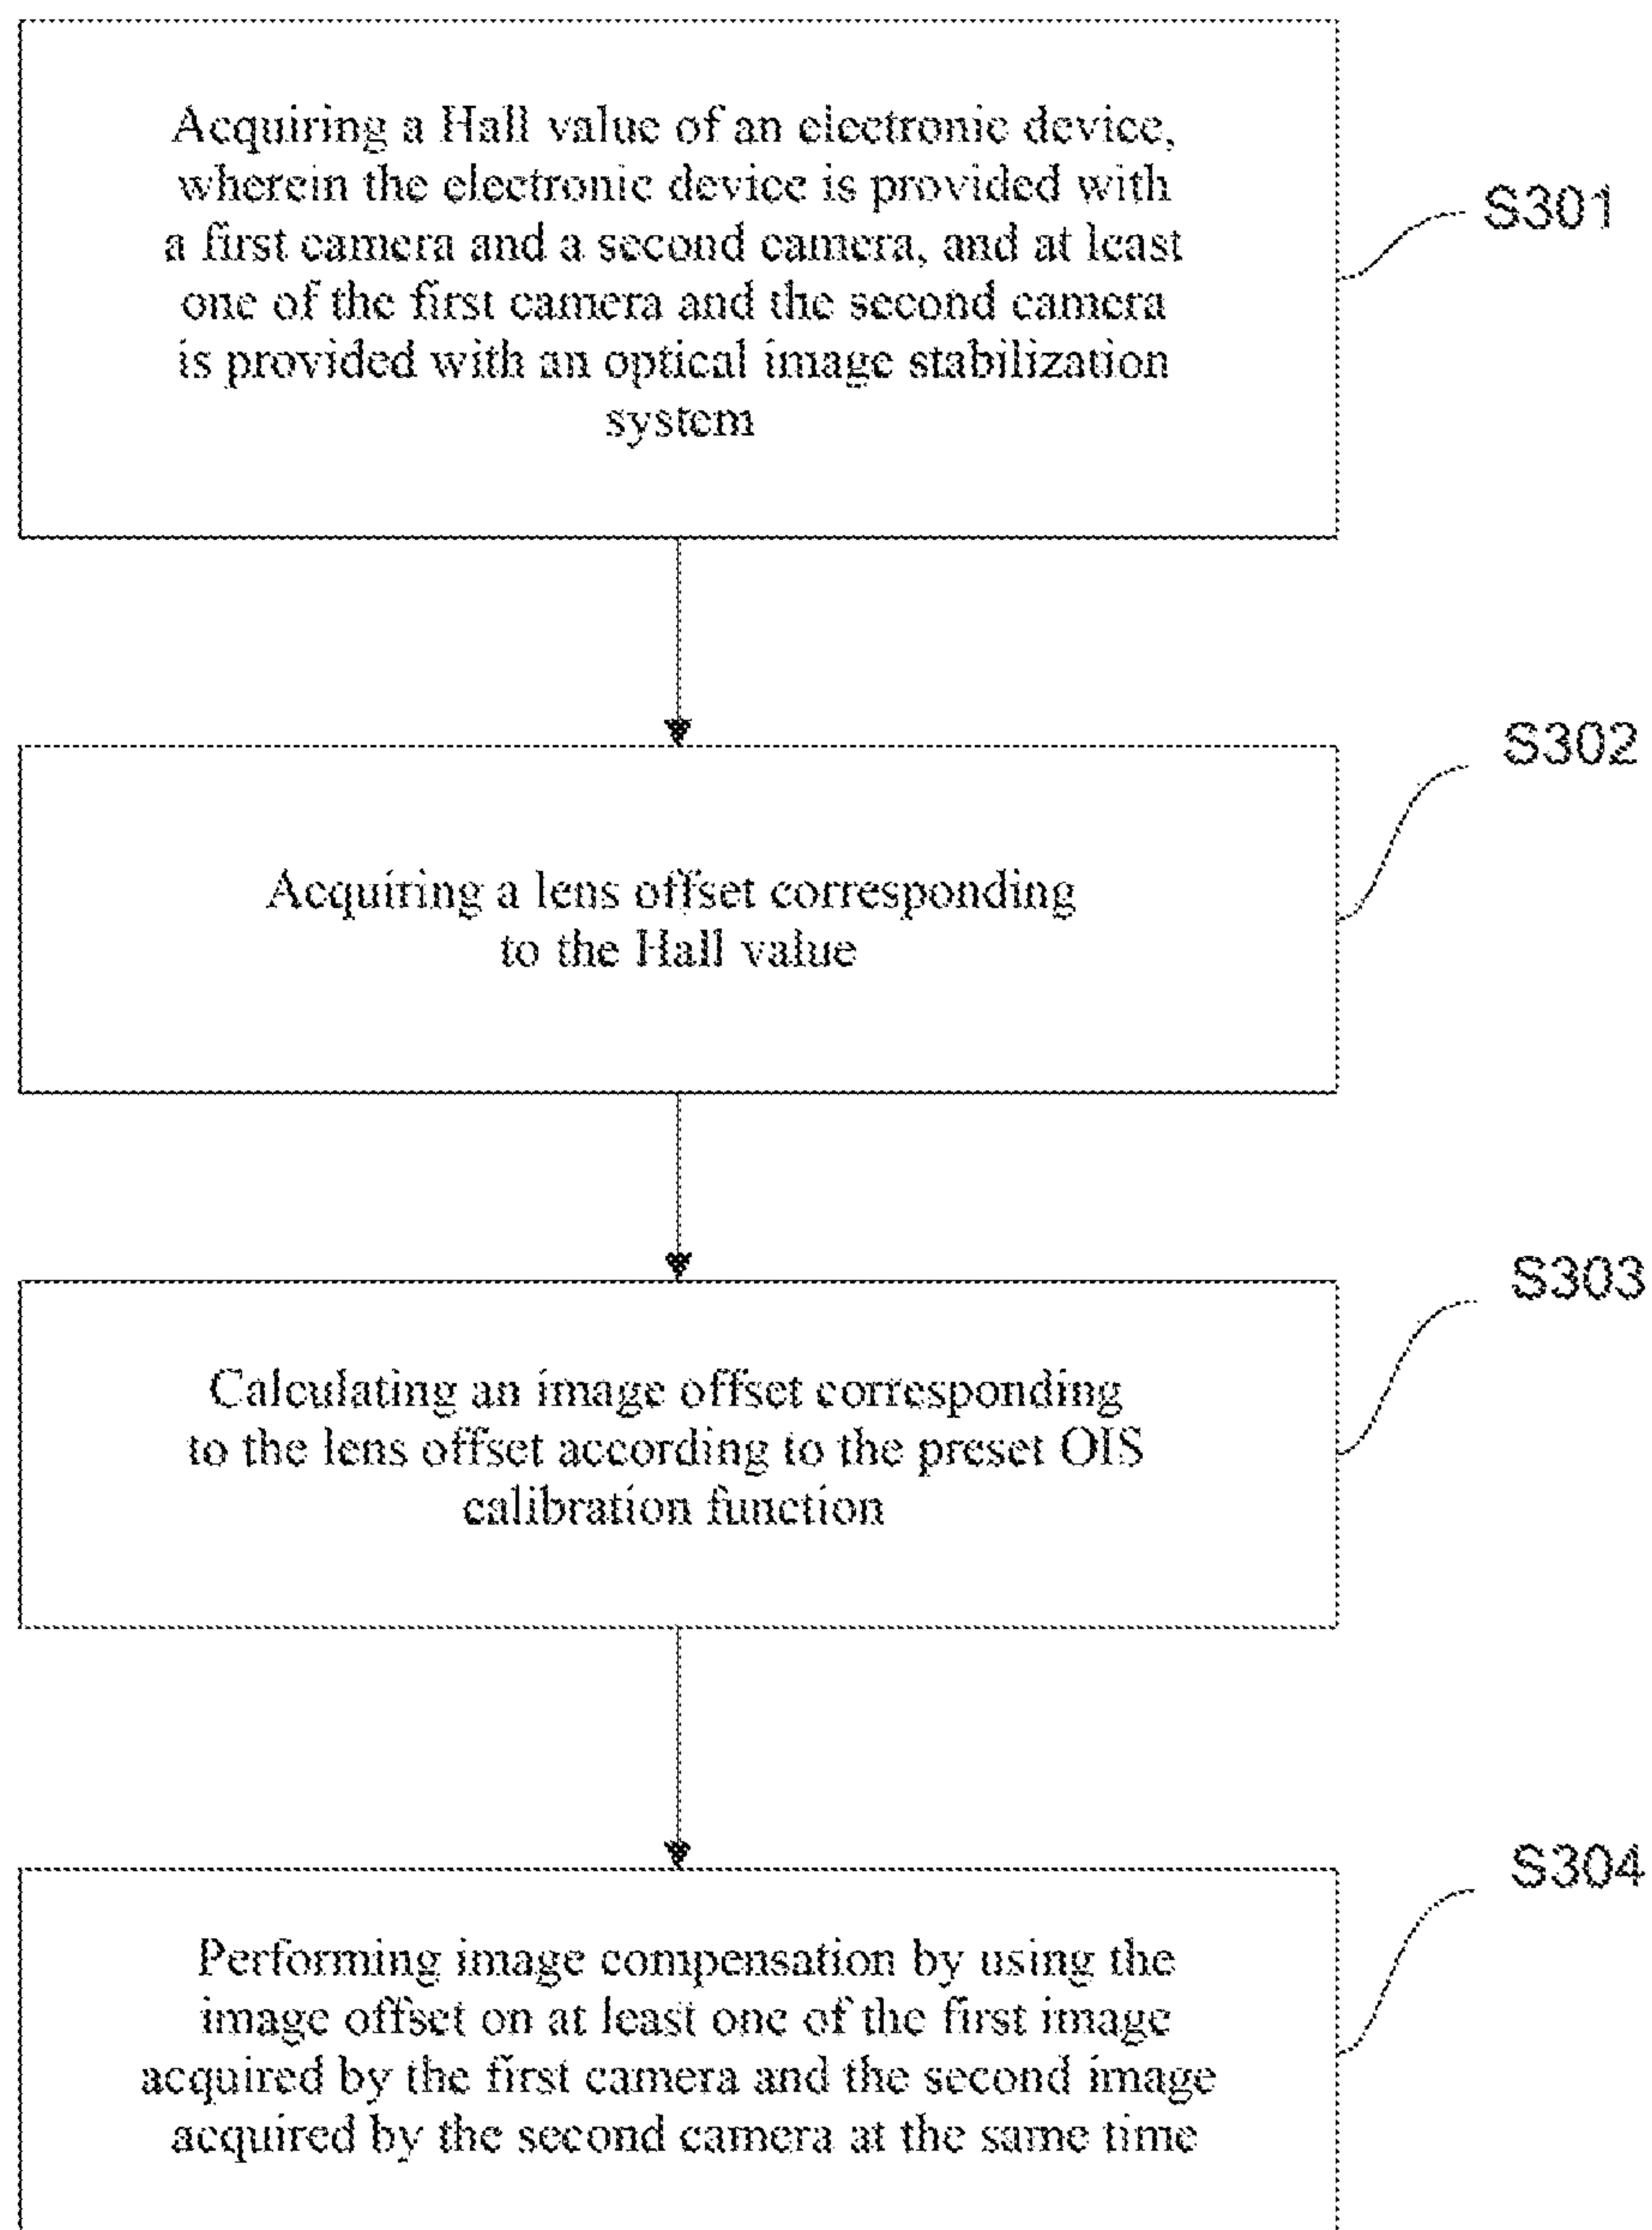 Acquiring a Hall value of an electronic device,
wherein the electronic device is provided with
a first camera and a second camera, and at least
one of the first camera and the second camera
is provided with an optical image stabilization
system
S301
Acquiring a lens offset corresponding
to the Hall value
S302
Calculating an image offset corresponding
to the lens offset according to the preset OIS
calibration function
S303
Performing image compensation by using the
image offset on at least one of the first image
acquired by the first camera and the second image
acquired by the second camera at the same time
S304